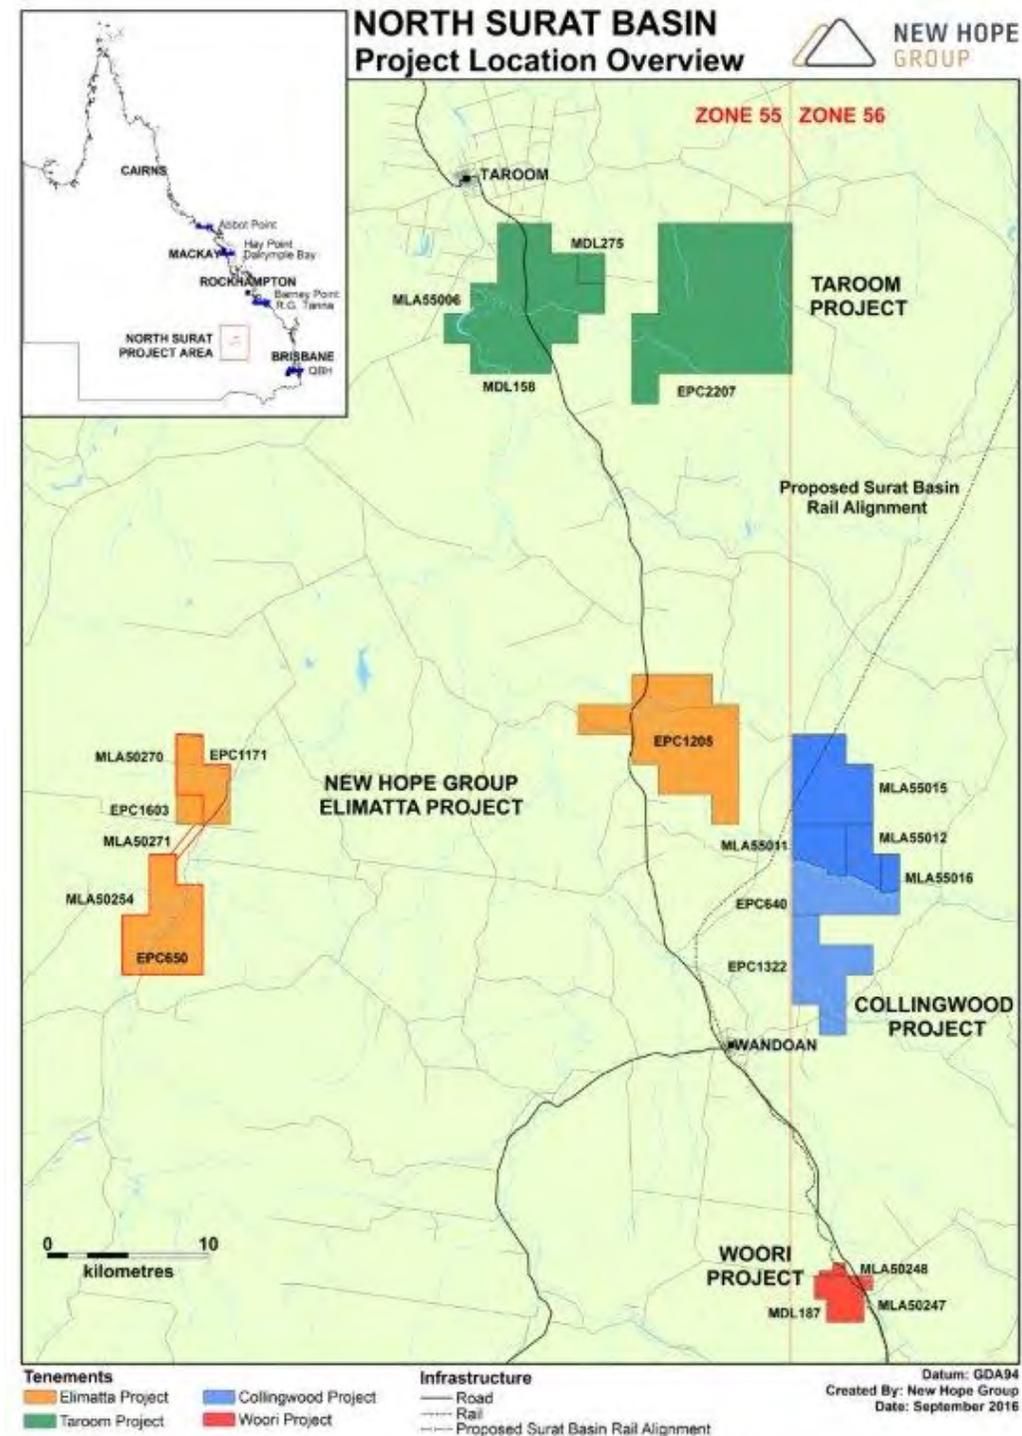 NORTH SURAT BASIN
Project Location Overview
NEW HOPE
GROUP
CAIRNS
Abbot Point
MACKAY
Hay Point
Dalrymple Bay
ROCKHAMPTON
Barney Point
R.G. Tanna
NORTH SURAT
PROJECT AREA
BRISBANE
QBH
ZONE 55
ZONE 56
TAROOM
MDL275
MLA55006
TAROOM
PROJECT
MDL158
EPC2207
Proposed Surat Basin
Rail Alignment
EPC1205
MLA50270
EPC1171
NEW HOPE GROUP
ELIMATTA PROJECT
EPC1603
MLA50271
MLA50254
EPC650
MLA55015
MLA55011
MLA55012
MLA55016
EPC640
EPC1322
COLLINGWOOD
PROJECT
WANDOAN
0 10
kilometres
WOORI
PROJECT
MLA50248
MLA50247
MDL187
Tenements
Elimatta Project
Collingwood Project
Taroom Project
Woori Project
Infrastructure
Road
Rail
Proposed Surat Basin Rail Alignment
Datum: GDA94
Created By: New Hope Group
Date: September 2016